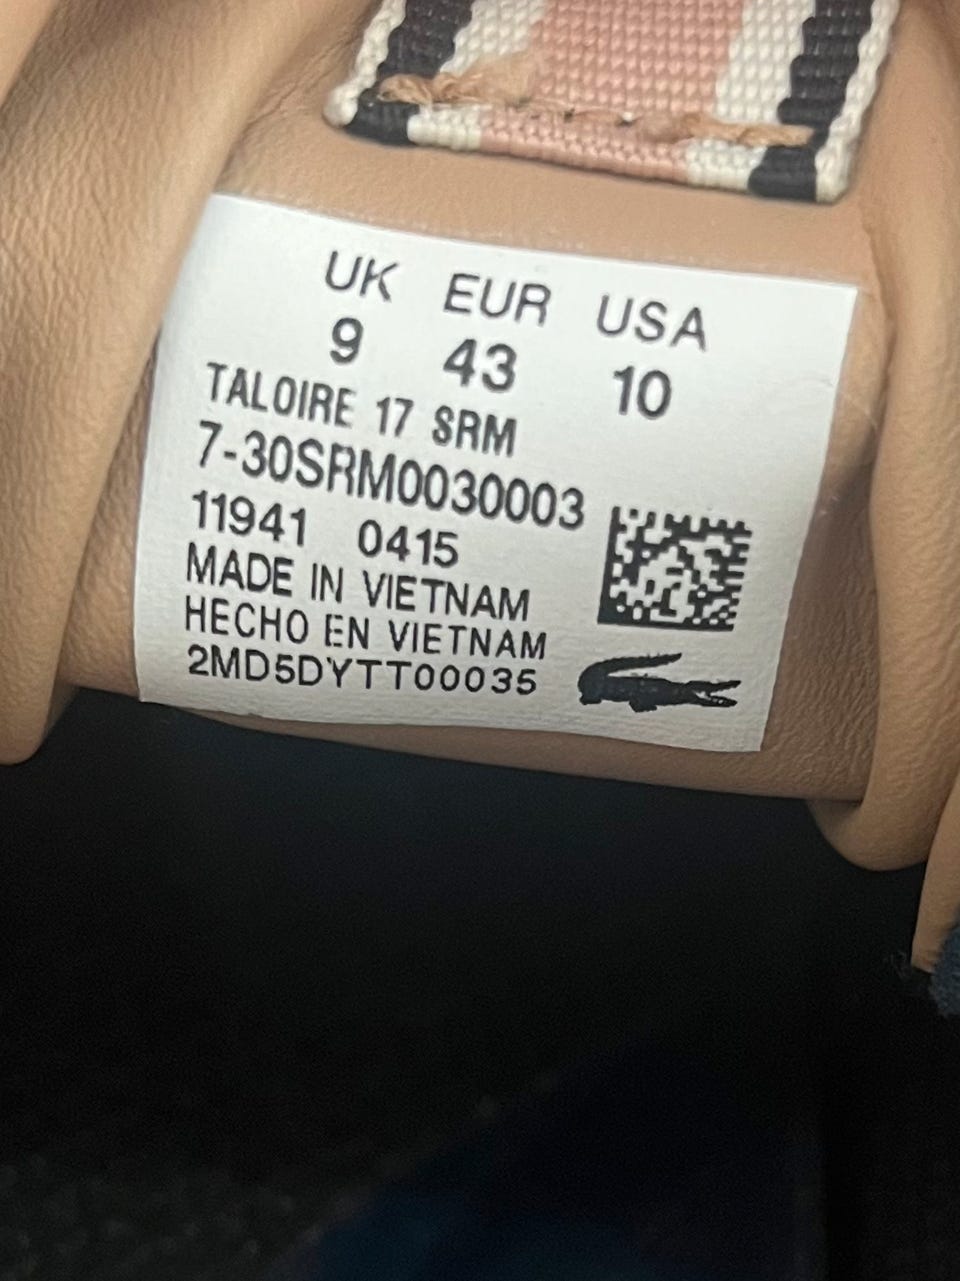 UK EUR USA
9 43 10
TALOIRE 17 SRM
7-30SRM0030003
11941 0415
MADE IN VIETNAM
HECHO EN VIETNAM
2MD5DYTT00035